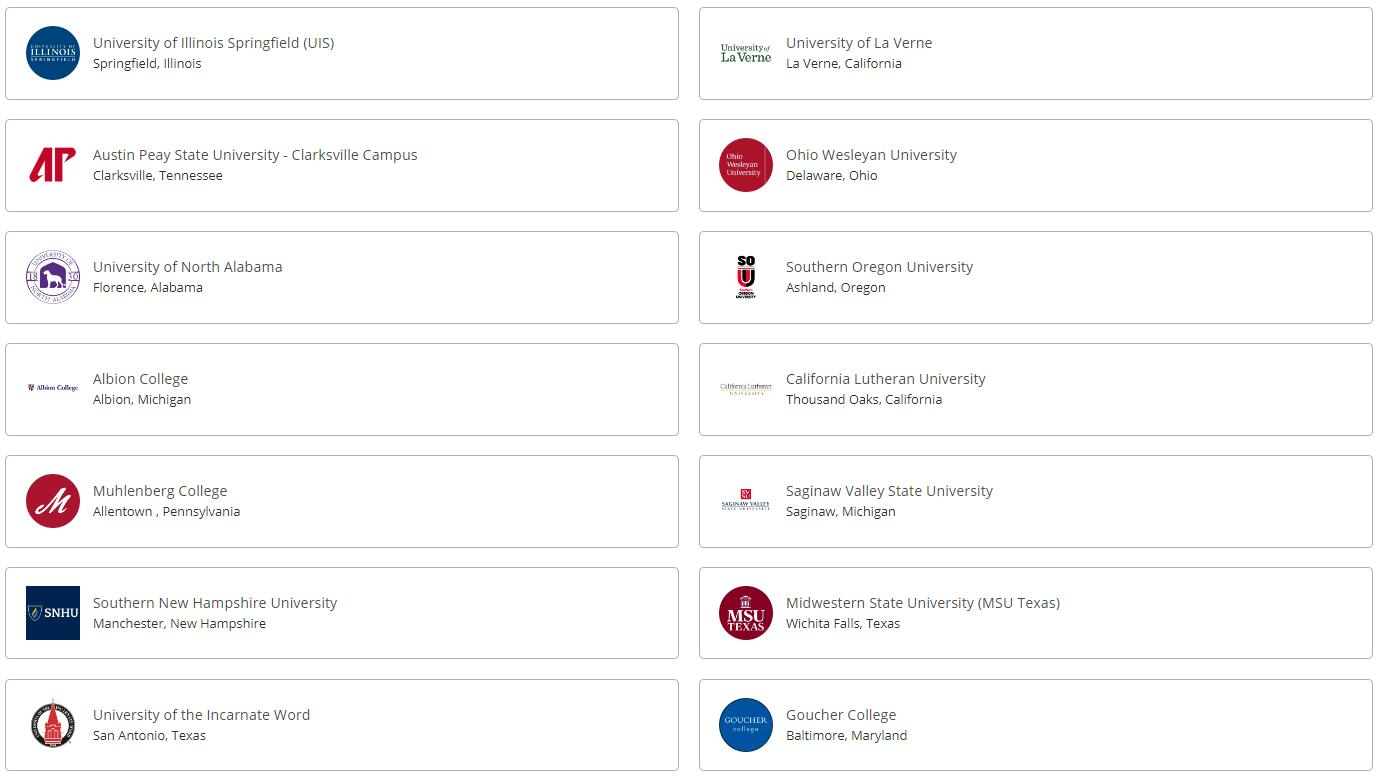 UNIVERSITY OF
ILLINOIS
SPRINGFIELD
University of Illinois Springfield (UIS)
Springfield, Illinois
University of
La Verne
University of La Verne
La Verne, California
AP
Austin Peay State University - Clarksville Campus
Clarksville, Tennessee
Ohio
Wesleyan
University
Ohio Wesleyan University
Delaware, Ohio
UNIVERSITY OF
1830
NORTH ALABAMA
University of North Alabama
Florence, Alabama
SO
U
Southern
OREGON
UNIVERSITY
Southern Oregon University
Ashland, Oregon
Albion College
Albion College
Albion, Michigan
California Lutheran
UNIVERSITY
California Lutheran University
Thousand Oaks, California
M
Muhlenberg College
Allentown , Pennsylvania
SV
SU
SAGINAW VALLEY
STATE UNIVERSITY
Saginaw Valley State University
Saginaw, Michigan
SNHU
Southern New Hampshire University
Manchester, New Hampshire
MSU
TEXAS
Midwestern State University (MSU Texas)
Wichita Falls, Texas
University of the Incarnate Word
San Antonio, Texas
GOUCHER
college
Goucher College
Baltimore, Maryland